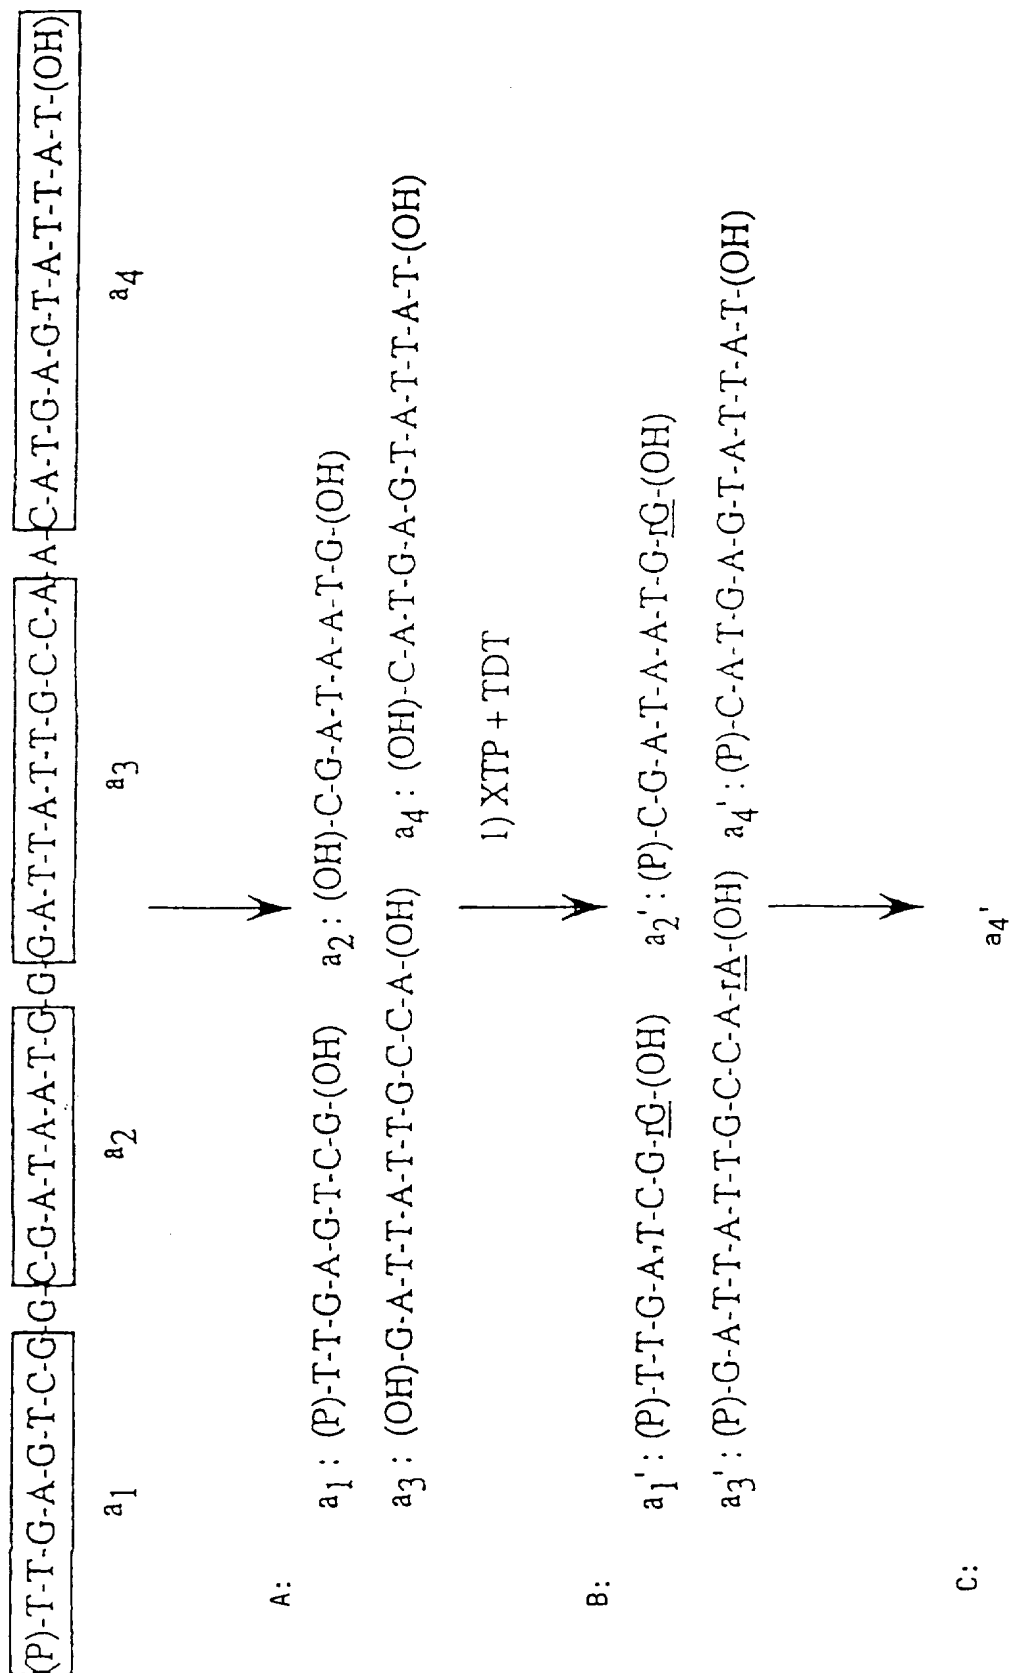 (P)-T-T-G-A-G-T-C-G-G-C-G-A-T-A-A-T-G-G-G-A-T-T-A-T-T-G-C-C-A-A-C-A-T-G-A-G-T-A-T-T-A-T-(OH)
a1 a2 a3 a4
A:
a1 : (P)-T-T-G-A-G-T-C-G-(OH) a2 : (OH)-C-G-A-T-A-A-T-G-(OH)
a3 : (OH)-G-A-T-T-A-T-T-G-C-C-A-(OH) a4 : (OH)-C-A-T-G-A-G-T-A-T-T-A-T-(OH)
1) XTP + TDT
B:
a1' : (P)-T-T-G-A-T-C-G-rG-(OH) a2' : (P)-C-G-A-T-A-A-T-G-rG-(OH)
a3' : (P)-G-A-T-T-A-T-T-G-C-C-A-rA-(OH) a4' : (P)-C-A-T-G-A-G-T-A-T-T-A-T-(OH)
C:
a4'